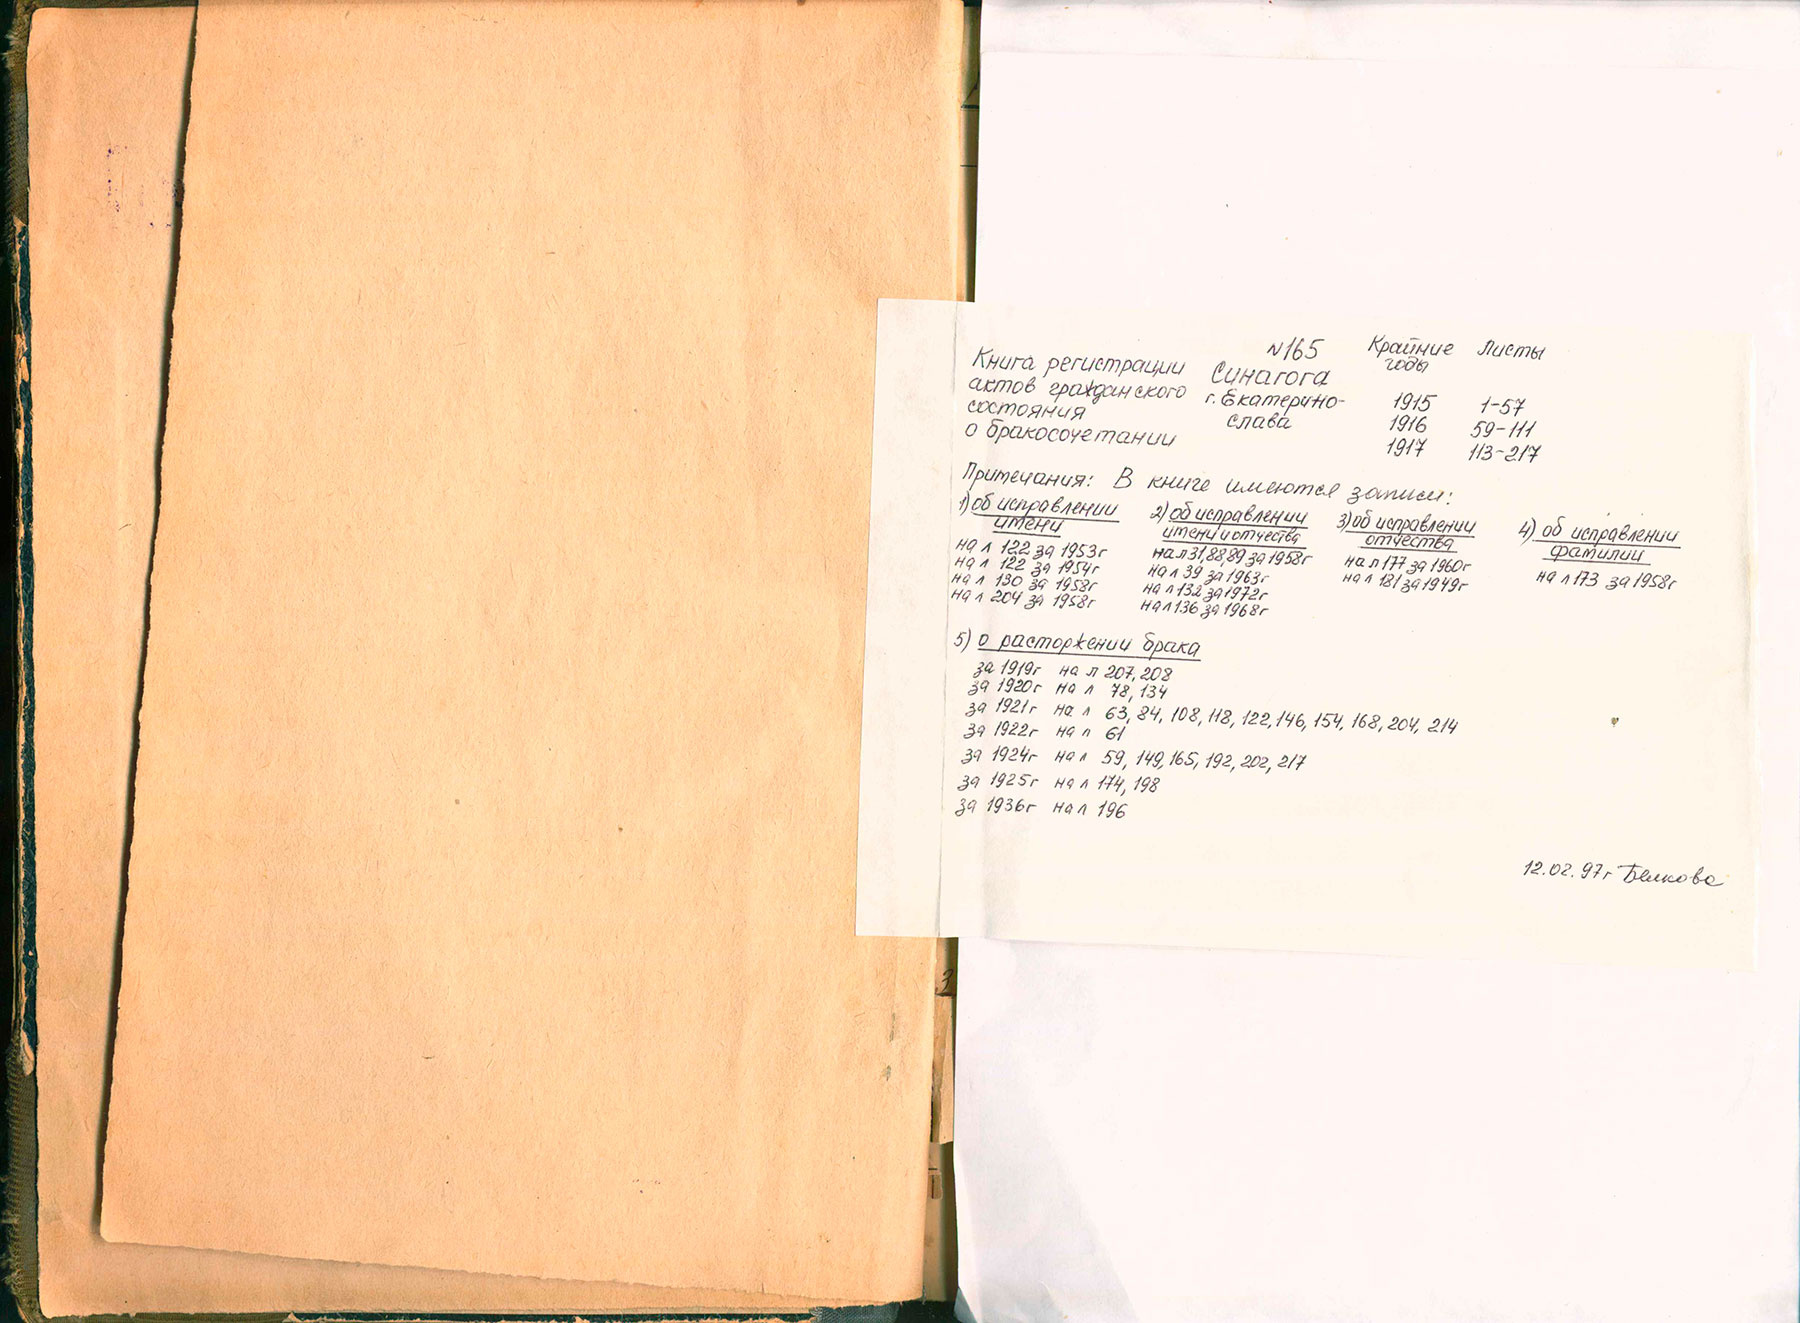 №165 Крайние Листы
Книга регистрации Синагога годы
актов гражданского г. Екатерино- 1915 1-57
состояния слава 1916 59-111
о бракосочетании 1917 113-217
Примечания: В книге имеются записи:
1) об исправлении имени
на л 122 за 1953г
на л 122 за 1954г
на л 130 за 1958г
на л 204 за 1958г
2) об исправлении
имени и отчества
на л 31,88,89 за 1958г
на л 39 за 1963г
на л 132 за 1972г
на л 136 за 1968г
3) об исправлении
отчества
на л 177 за 1960г
на л 181 за 1949г
4) об исправлении
фамилии
на л 173 за 1958г
5) о расторжении брака
за 1919г на л 207, 208
за 1920г на л 78, 134
за 1921г на л 63, 84, 108, 118, 122, 146, 154, 168, 204, 214
за 1922г на л 61
за 1924г на л 59, 149, 165, 192, 202, 217
за 1925г на л 174, 198
за 1936г на л 196
12.02.97г Белкова
3